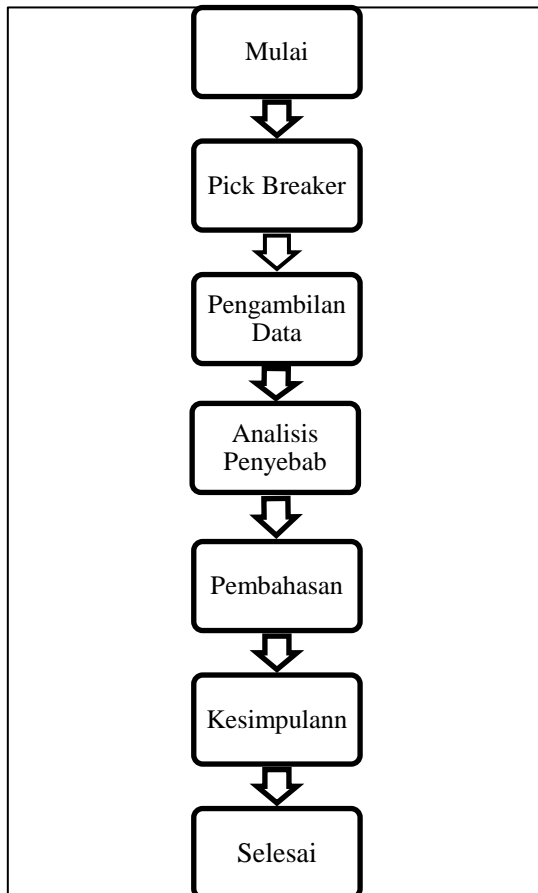 Mulai
Pick Breaker
Pengambilan
Data
Analisis
Penyebab
Pembahasan
Kesimpulann
Selesai